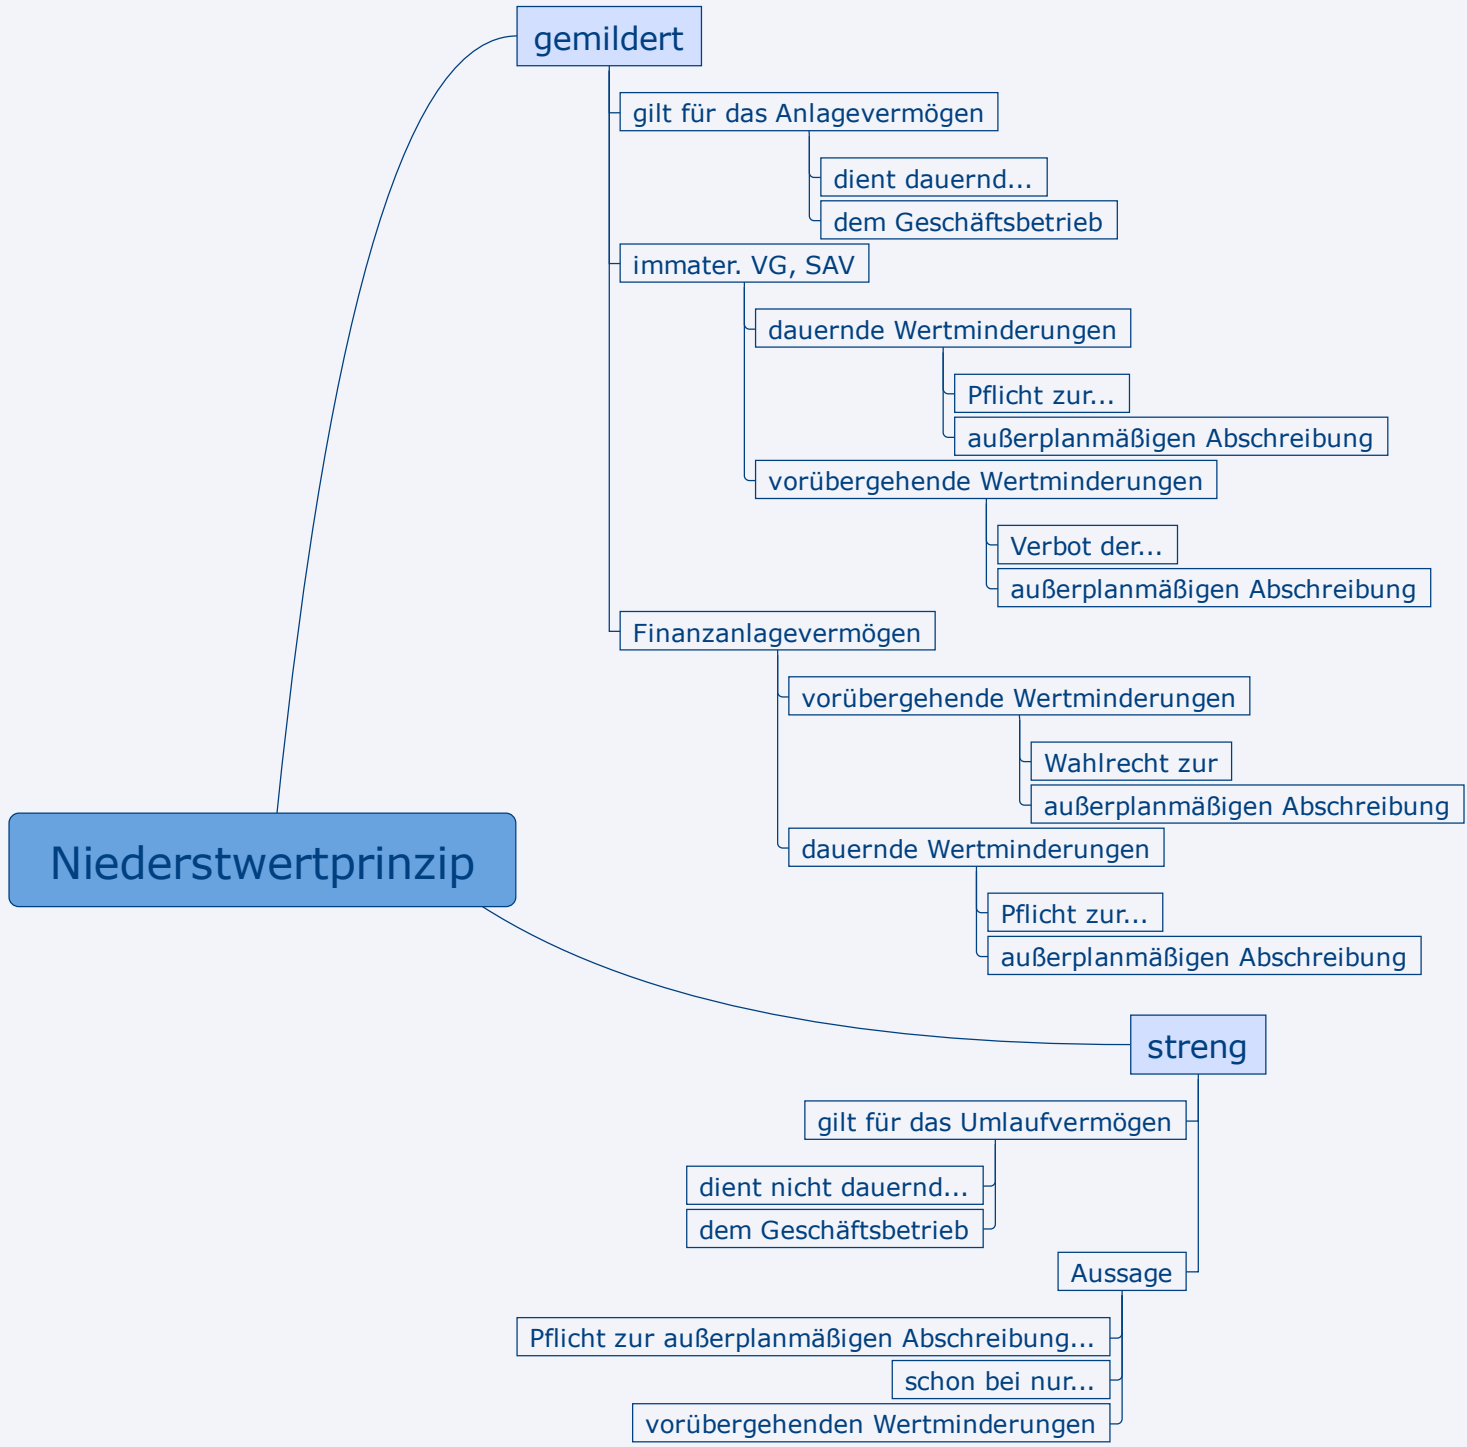 gemildert
gilt für das Anlagevermögen
dient dauernd...
dem Geschäftsbetrieb
immater. VG, SAV
dauernde Wertminderungen
Pflicht zur...
außerplanmäßigen Abschreibung
vorübergehende Wertminderungen
Verbot der...
außerplanmäßigen Abschreibung
Finanzanlagevermögen
vorübergehende Wertminderungen
Wahlrecht zur
außerplanmäßigen Abschreibung
dauernde Wertminderungen
Pflicht zur...
außerplanmäßigen Abschreibung
Niederstwertprinzip
streng
gilt für das Umlaufvermögen
dient nicht dauernd...
dem Geschäftsbetrieb
Aussage
Pflicht zur außerplanmäßigen Abschreibung...
schon bei nur...
vorübergehenden Wertminderungen